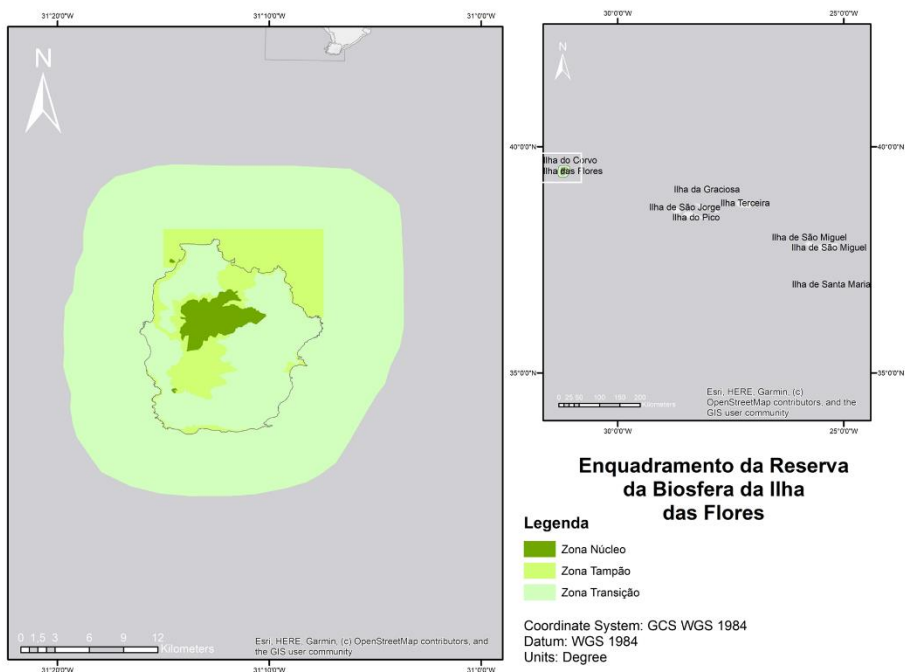 31°20'0"W 31°10'0"W 31°0'0"W
N
0 1,5 3 6 9 12
Kilometers
Esri, HERE, Garmin, (c) OpenStreetMap contributors, and
the GIS user community
31°20'0"W 31°10'0"W 31°0'0"W
30°0'0"W 25°0'0"W
N
40°0'0"N 40°0'0"N
Ilha do Corvo
Ilha das Flores
Ilha da Graciosa
Ilha de São Jorge Ilha Terceira
Ilha do Pico
Ilha de São Miguel
Ilha de São Miguel
Ilha de Santa Maria
35°0'0"N 35°0'0"N
0 25 50 100 150 200
Kilometers
Esri, HERE, Garmin, (c)
OpenStreetMap contributors, and the
GIS user community
30°0'0"W 25°0'0"W
Enquadramento da Reserva
da Biosfera da Ilha
das Flores
Legenda
Zona Núcleo
Zona Tampão
Zona Transição
Coordinate System: GCS WGS 1984
Datum: WGS 1984
Units: Degree